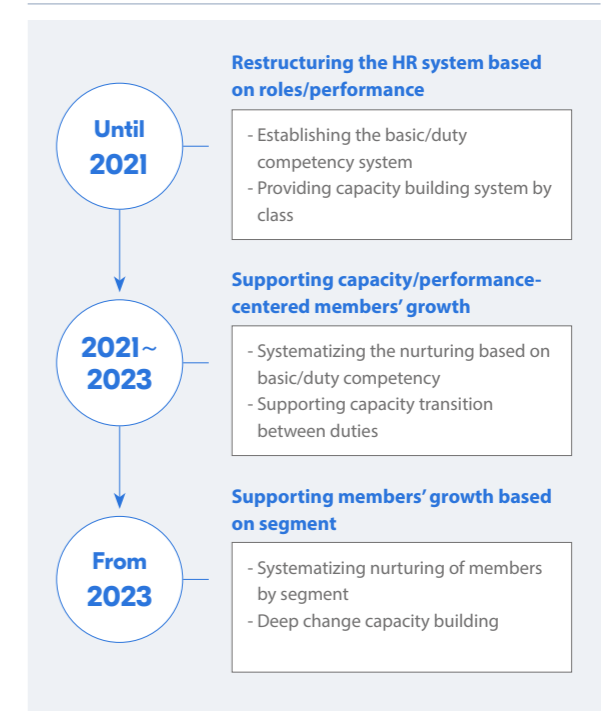 Restructuring the HR system based
on roles/performance
Until
2021
- Establishing the basic/duty
competency system
- Providing capacity building system by
class
Supporting capacity/performance-
centered members’ growth
2021~
2023
- Systematizing the nurturing based on
basic/duty competency
- Supporting capacity transition
between duties
Supporting members’ growth based
on segment
From
2023
- Systematizing nurturing of members
by segment
- Deep change capacity building